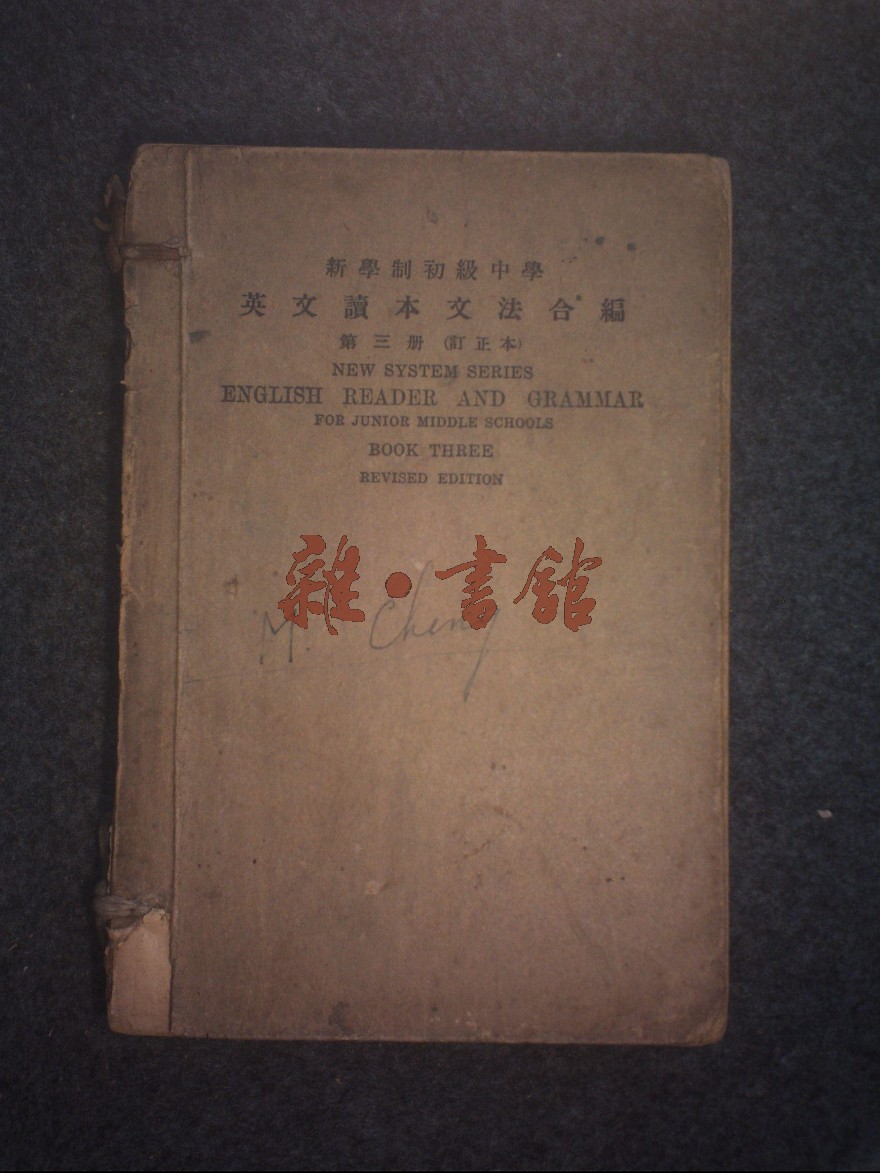 新學制初級中學
英文讀本文法合編
第三册(訂正本)
NEW SYSTEM SERIES
ENGLISH READER AND GRAMMAR
FOR JUNIOR MIDDLE SCHOOLS
BOOK THREE
REVISED EDITION
雜·書館
M. Cheng